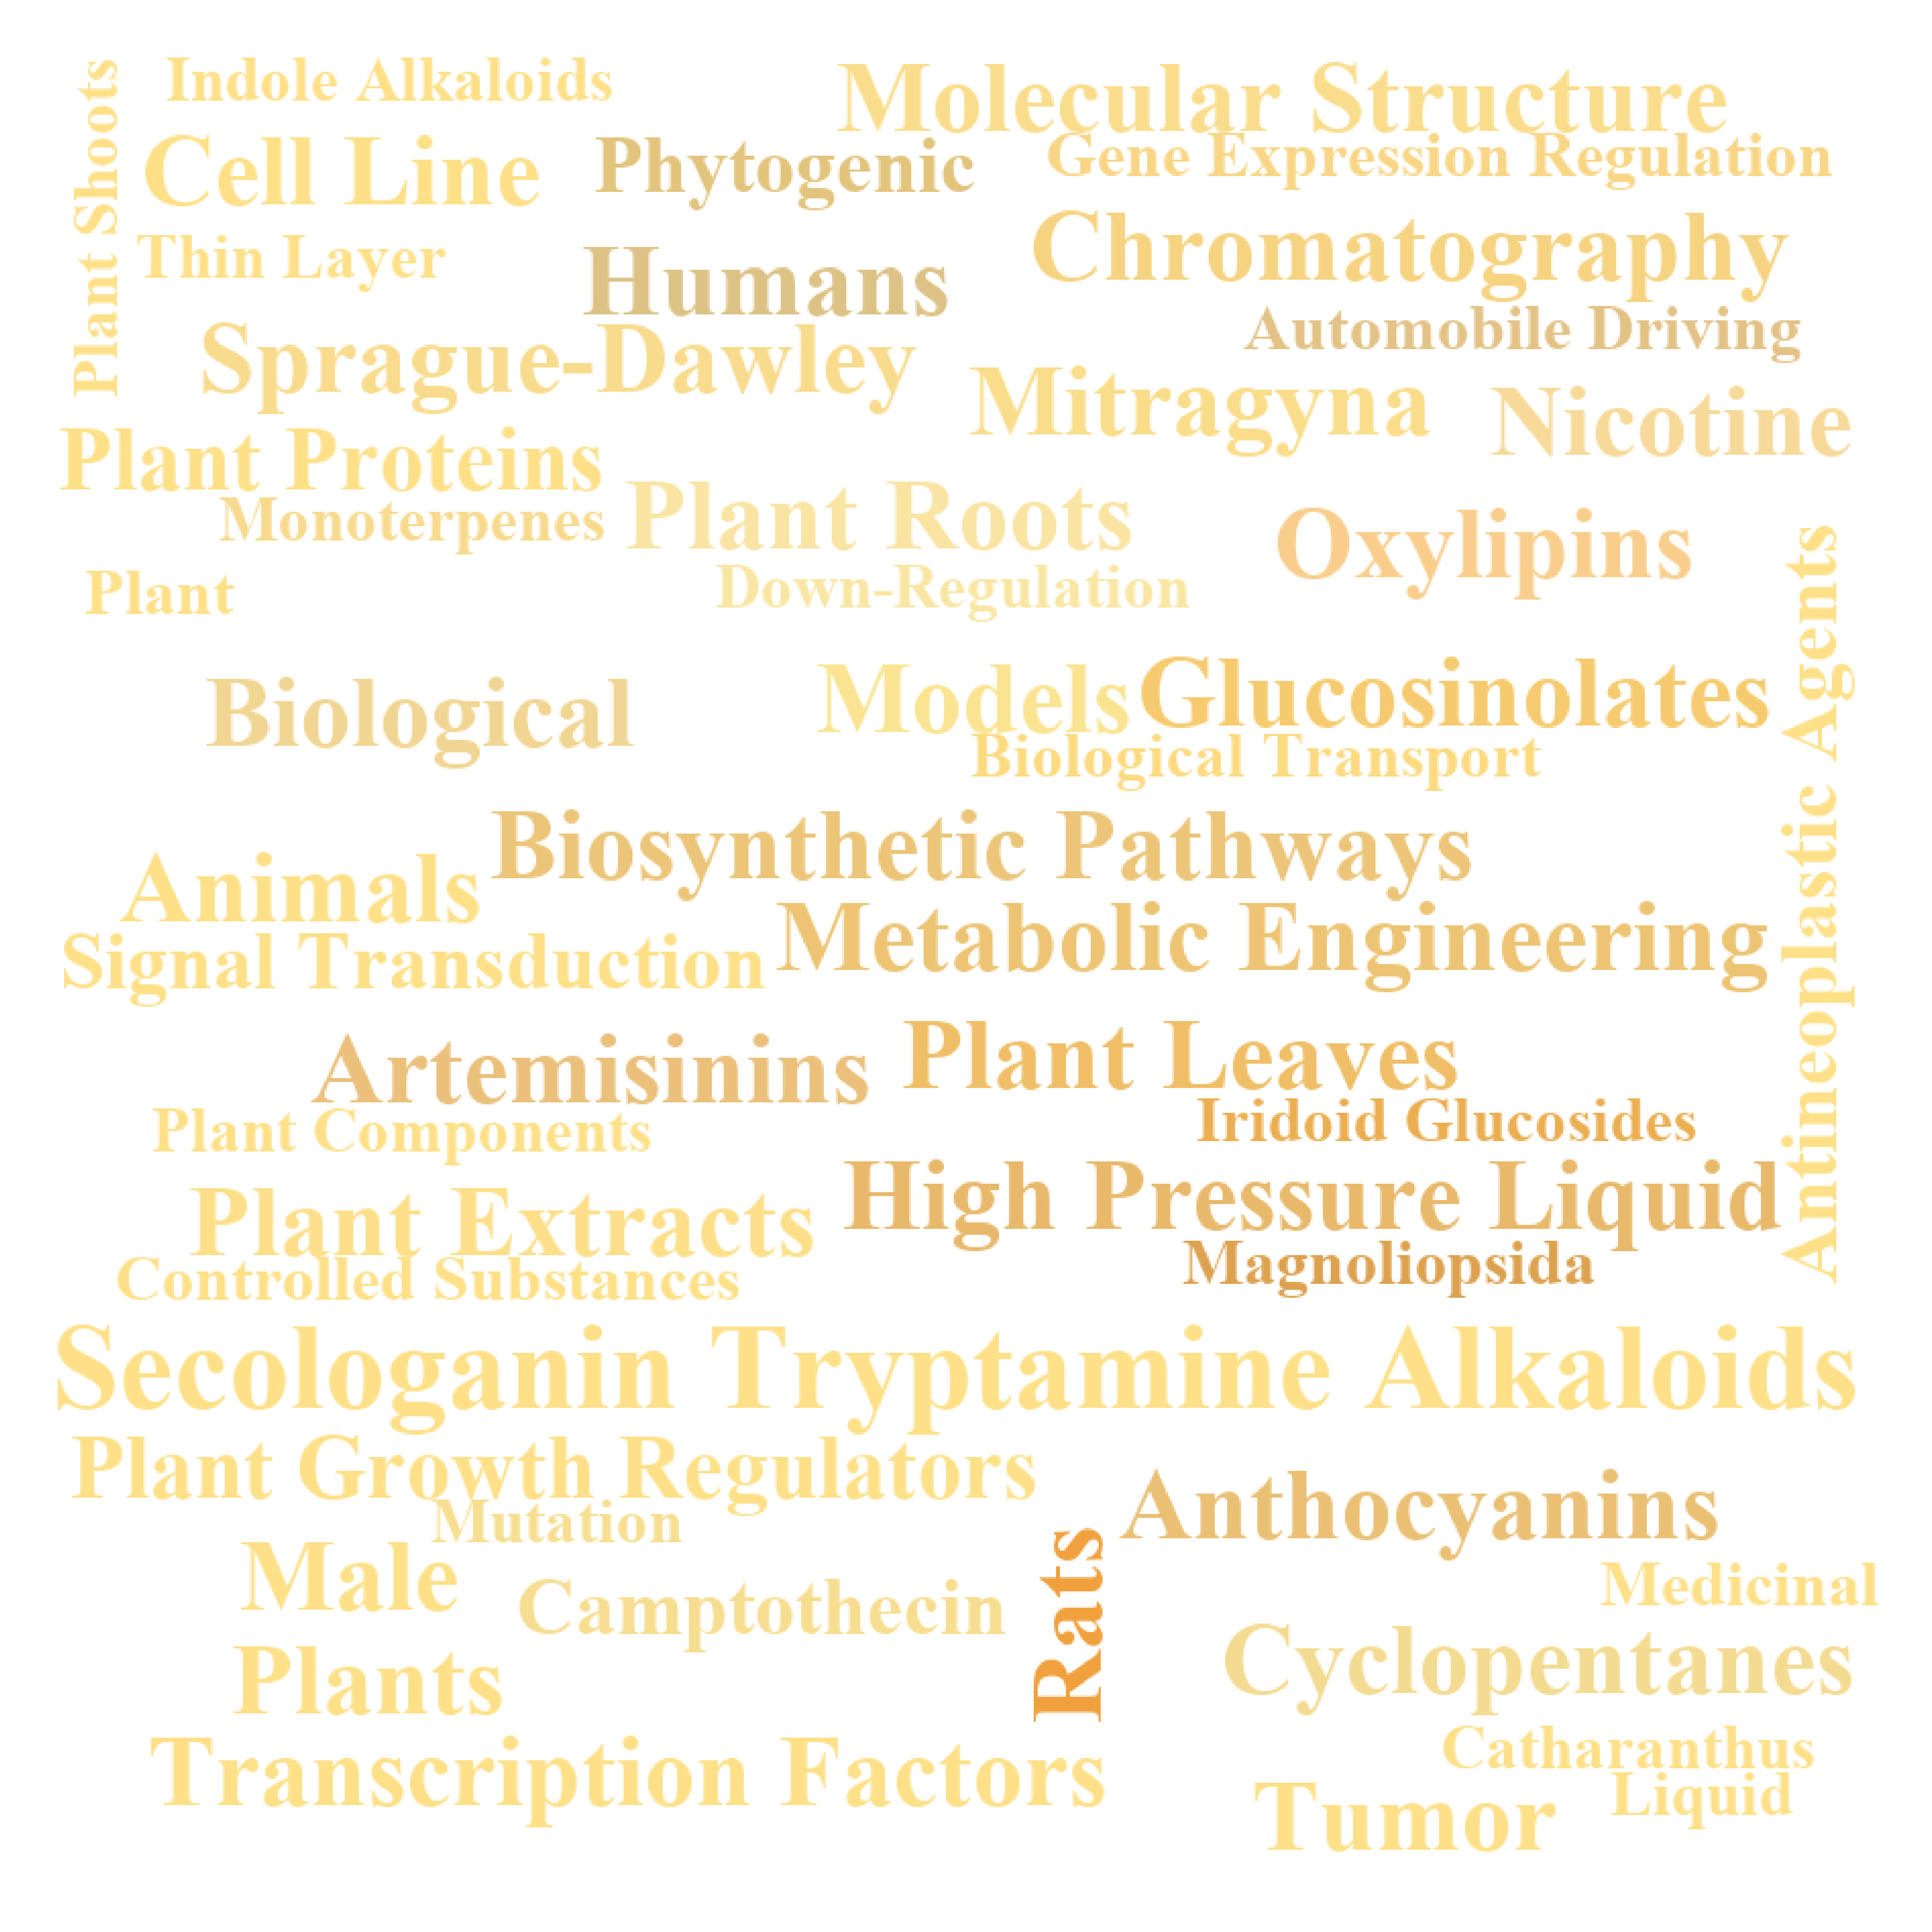 Plant Shoots
Indole Alkaloids
Molecular Structure
Cell Line
Phytogenic
Gene Expression Regulation
Thin Layer
Humans
Chromatography
Automobile Driving
Sprague-Dawley
Mitragyna
Nicotine
Plant Proteins
Monoterpenes
Plant Roots
Oxylipins
Plant
Down-Regulation
Antineoplastic Agents
Biological
Models
Glucosinolates
Biological Transport
Biosynthetic Pathways
Animals
Metabolic Engineering
Signal Transduction
Artemisinins
Plant Leaves
Plant Components
Iridoid Glucosides
Plant Extracts
High Pressure Liquid
Controlled Substances
Magnoliopsida
Secologanin Tryptamine Alkaloids
Plant Growth Regulators
Mutation
Anthocyanins
Male
Camptothecin
Rats
Medicinal
Plants
Cyclopentanes
Transcription Factors
Catharanthus
Liquid
Tumor